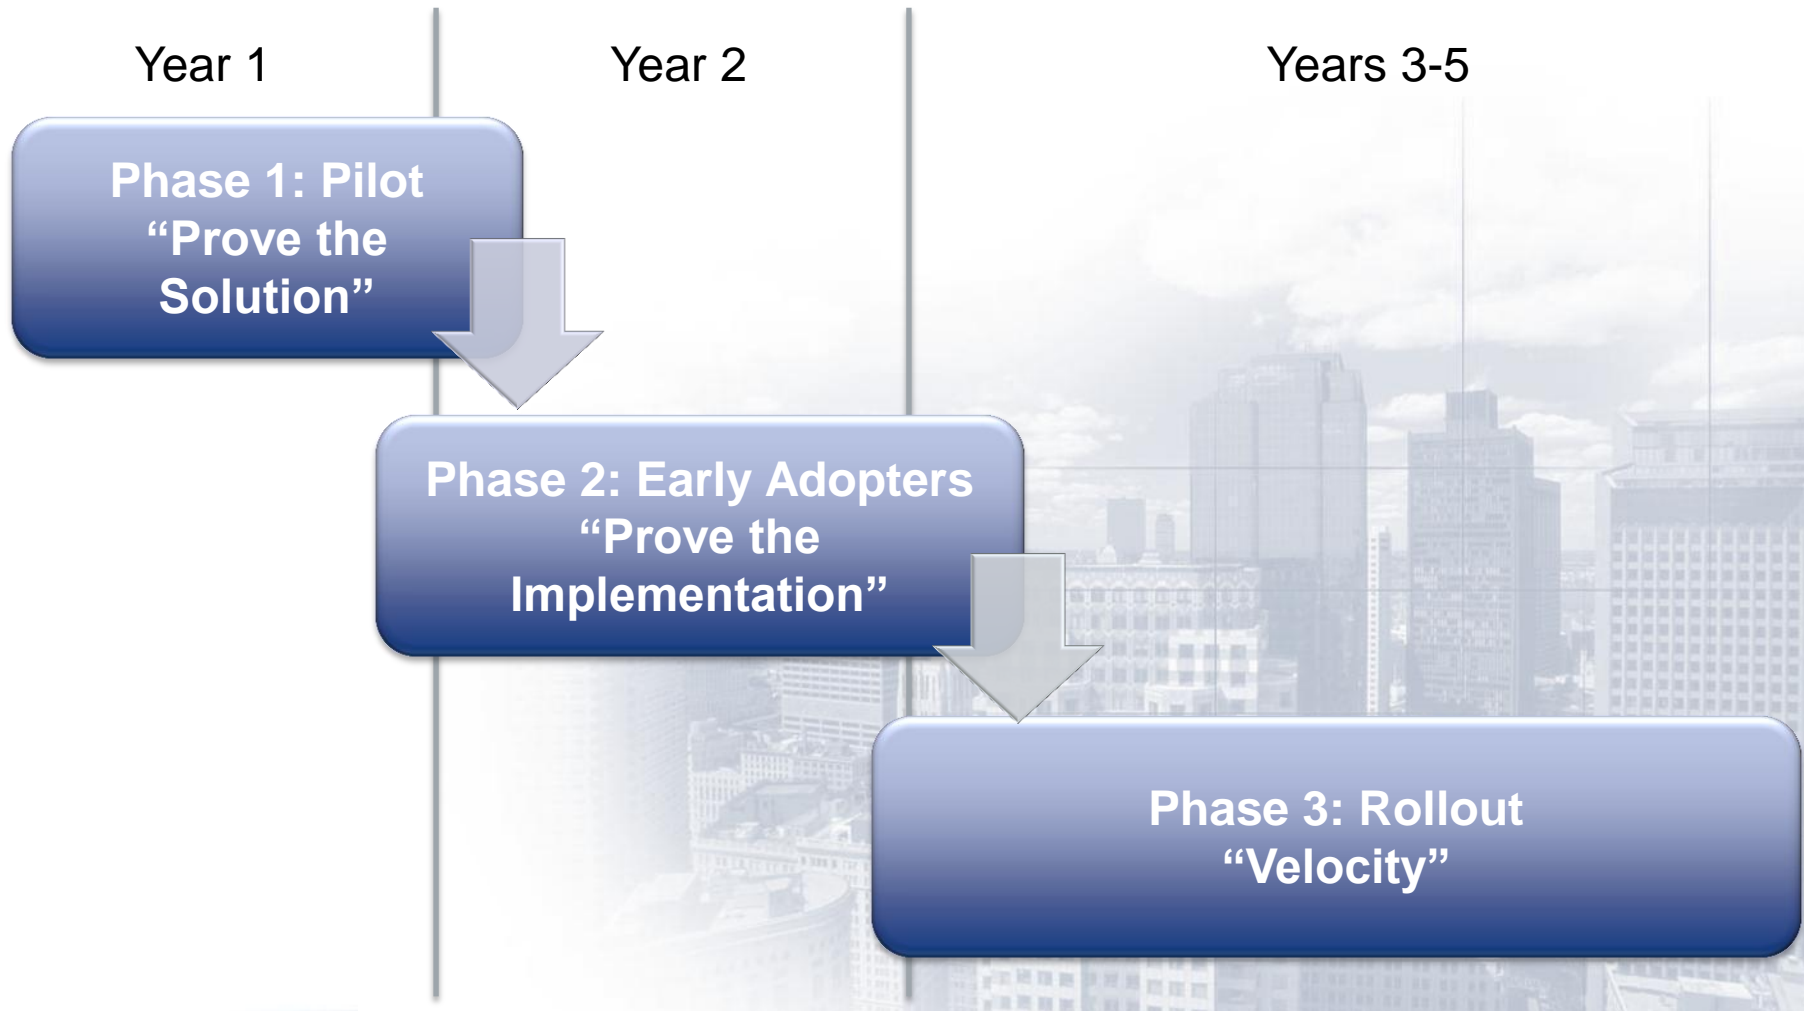 Year 1
Year 2
Years 3-5
Phase 1: Pilot
“Prove the
Solution”
Phase 2: Early Adopters
“Prove the
Implementation”
Phase 3: Rollout
“Velocity”